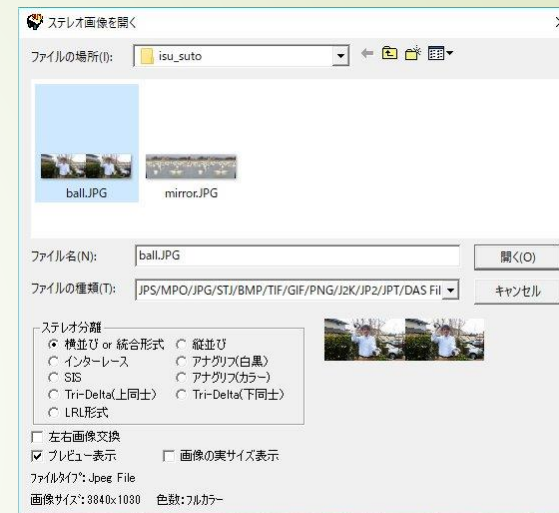 ステレオ画像を開く
ファイルの場所(I): isu_suto
ball.JPG mirror.JPG
ファイル名(N): ball.JPG 開く(O)
ファイルの種類(T): JPS/MPO/JPG/STJ/BMP/TIF/GIF/PNG/J2K/JP2/JPT/DAS Fil キャンセル
ステレオ分離
横並び or 統合形式 縦並び
インターレース アナグリフ(白黒)
SIS アナグリフ(カラー)
Tri-Delta(上同士) Tri-Delta(下同士)
LRL形式
左右画像交換
プレビュー表示 画像の実サイズ表示
ファイルタイプ: Jpeg File
画像サイズ: 3840x1030 色数: フルカラー